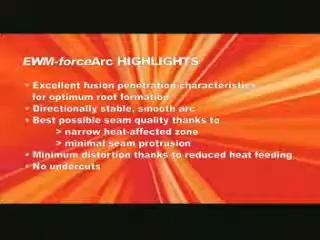 EWM-forceArc HIGHLIGHTS
• Excellent fusion penetration characteristics
for optimum root formation
• Directionally stable, smooth arc
• Best possible seam quality thanks to
> narrow heat-affected zone
> minimal seam protrusion
• Minimum distortion thanks to reduced heat feeding
• No undercuts